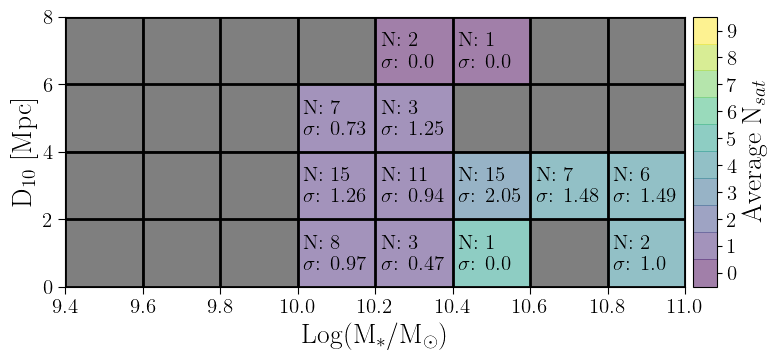 8
N: 2
N: 1
σ: 0.0
σ: 0.0
6
N: 7
N: 3
σ: 0.73
σ: 1.25
4
N: 15
N: 11
N: 15
N: 7
N: 6
σ: 1.26
σ: 0.94
σ: 2.05
σ: 1.48
σ: 1.49
2
N: 8
N: 3
N: 1
N: 2
σ: 0.97
σ: 0.47
σ: 0.0
σ: 1.0
0
9.4 9.6 9.8 10.0 10.2 10.4 10.6 10.8 11.0
Log(M*/M☉)
D₁₀ [Mpc]
9
8
7
6
5
4
3
2
1
0
Average N_sat